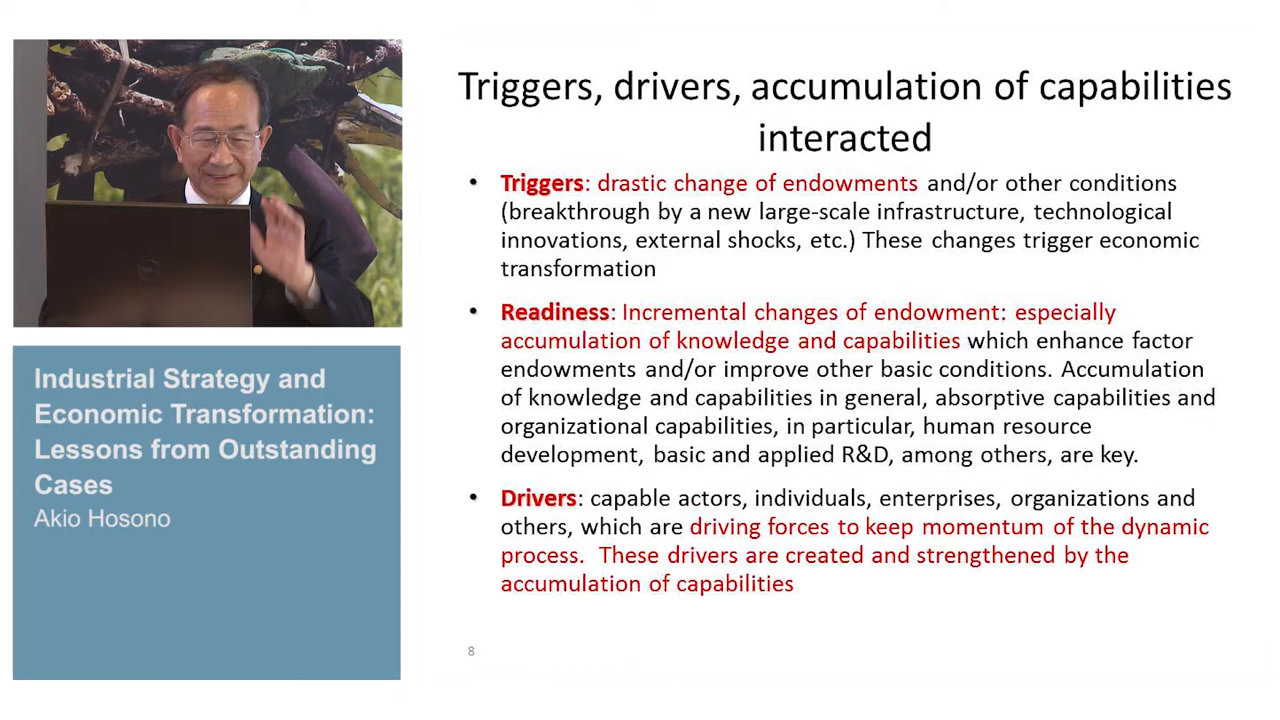 Triggers, drivers, accumulation of capabilities
interacted
• Triggers: drastic change of endowments and/or other conditions
(breakthrough by a new large-scale infrastructure, technological
innovations, external shocks, etc.) These changes trigger economic
transformation
• Readiness: Incremental changes of endowment: especially
accumulation of knowledge and capabilities which enhance factor
endowments and/or improve other basic conditions. Accumulation
of knowledge and capabilities in general, absorptive capabilities and
organizational capabilities, in particular, human resource
development, basic and applied R&D, among others, are key.
• Drivers: capable actors, individuals, enterprises, organizations and
others, which are driving forces to keep momentum of the dynamic
process. These drivers are created and strengthened by the
accumulation of capabilities
8
Industrial Strategy and
Economic Transformation:
Lessons from Outstanding
Cases
Akio Hosono
DELL